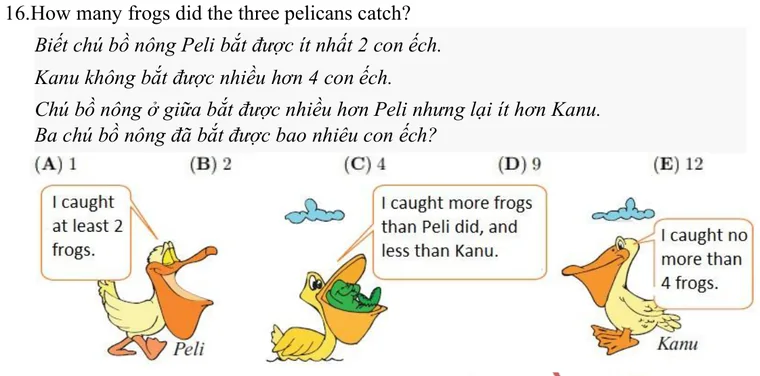 16.How many frogs did the three pelicans catch?
Biết chú bồ nông Peli bắt được ít nhất 2 con ếch.
Kanu không bắt được nhiều hơn 4 con ếch.
Chú bồ nông ở giữa bắt được nhiều hơn Peli nhưng lại ít hơn Kanu.
Ba chú bồ nông đã bắt được bao nhiêu con ếch?
(A) 1 (B) 2 (C) 4 (D) 9 (E) 12
I caught
at least 2
frogs.
I caught more frogs
than Peli did, and
less than Kanu.
I caught no
more than
4 frogs.
Peli
Kanu